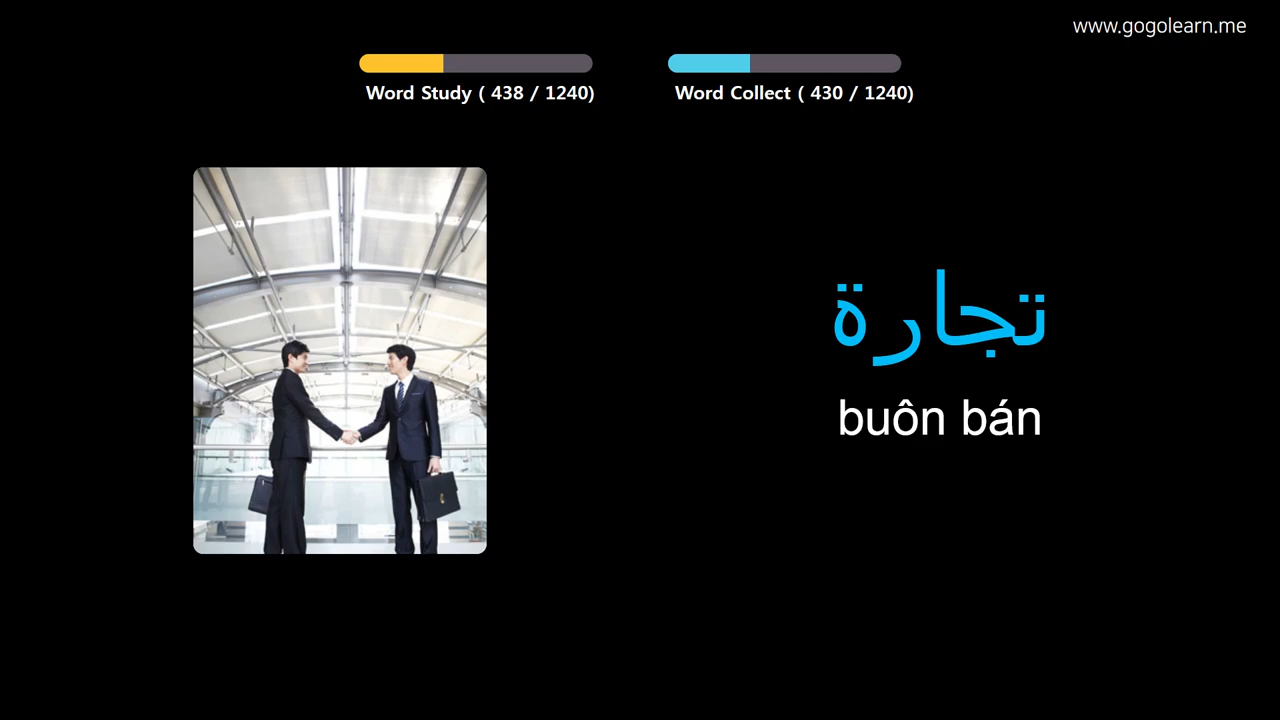 www.gogolearn.me
Word Study ( 438 / 1240)
Word Collect ( 430 / 1240)
تجارة
buôn bán